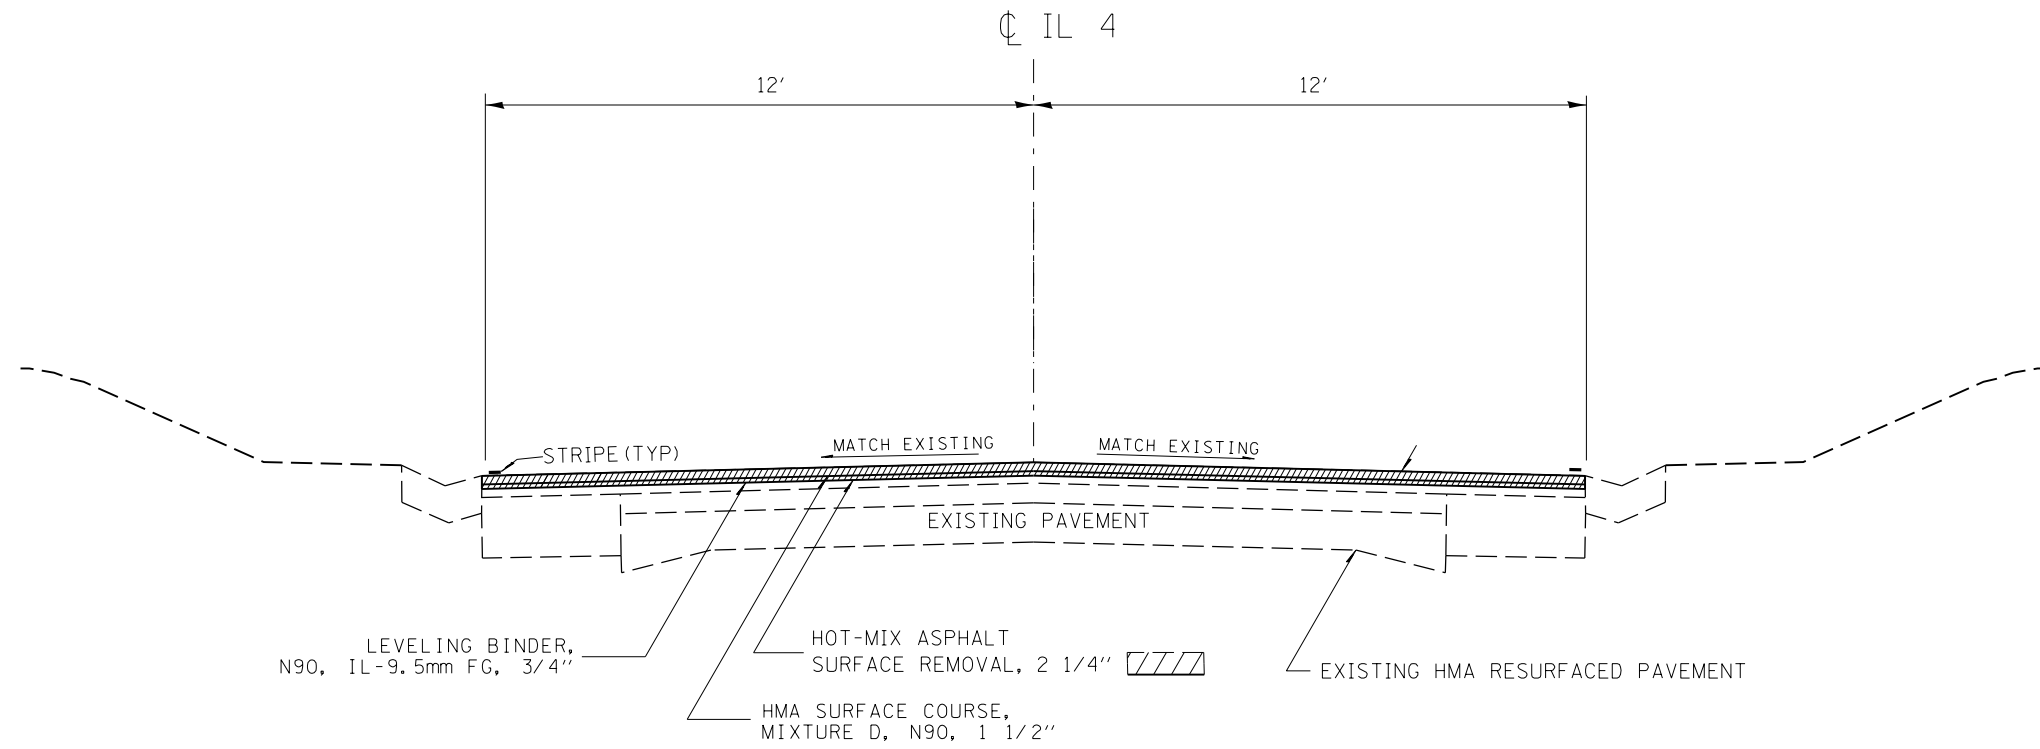 ℄ IL 4
12'
12'
STRIPE (TYP)
MATCH EXISTING
MATCH EXISTING
EXISTING PAVEMENT
LEVELING BINDER,
N90, IL-9.5mm FG, 3/4"
HOT-MIX ASPHALT
SURFACE REMOVAL, 2 1/4"
EXISTING HMA RESURFACED PAVEMENT
HMA SURFACE COURSE,
MIXTURE D, N90, 1 1/2"